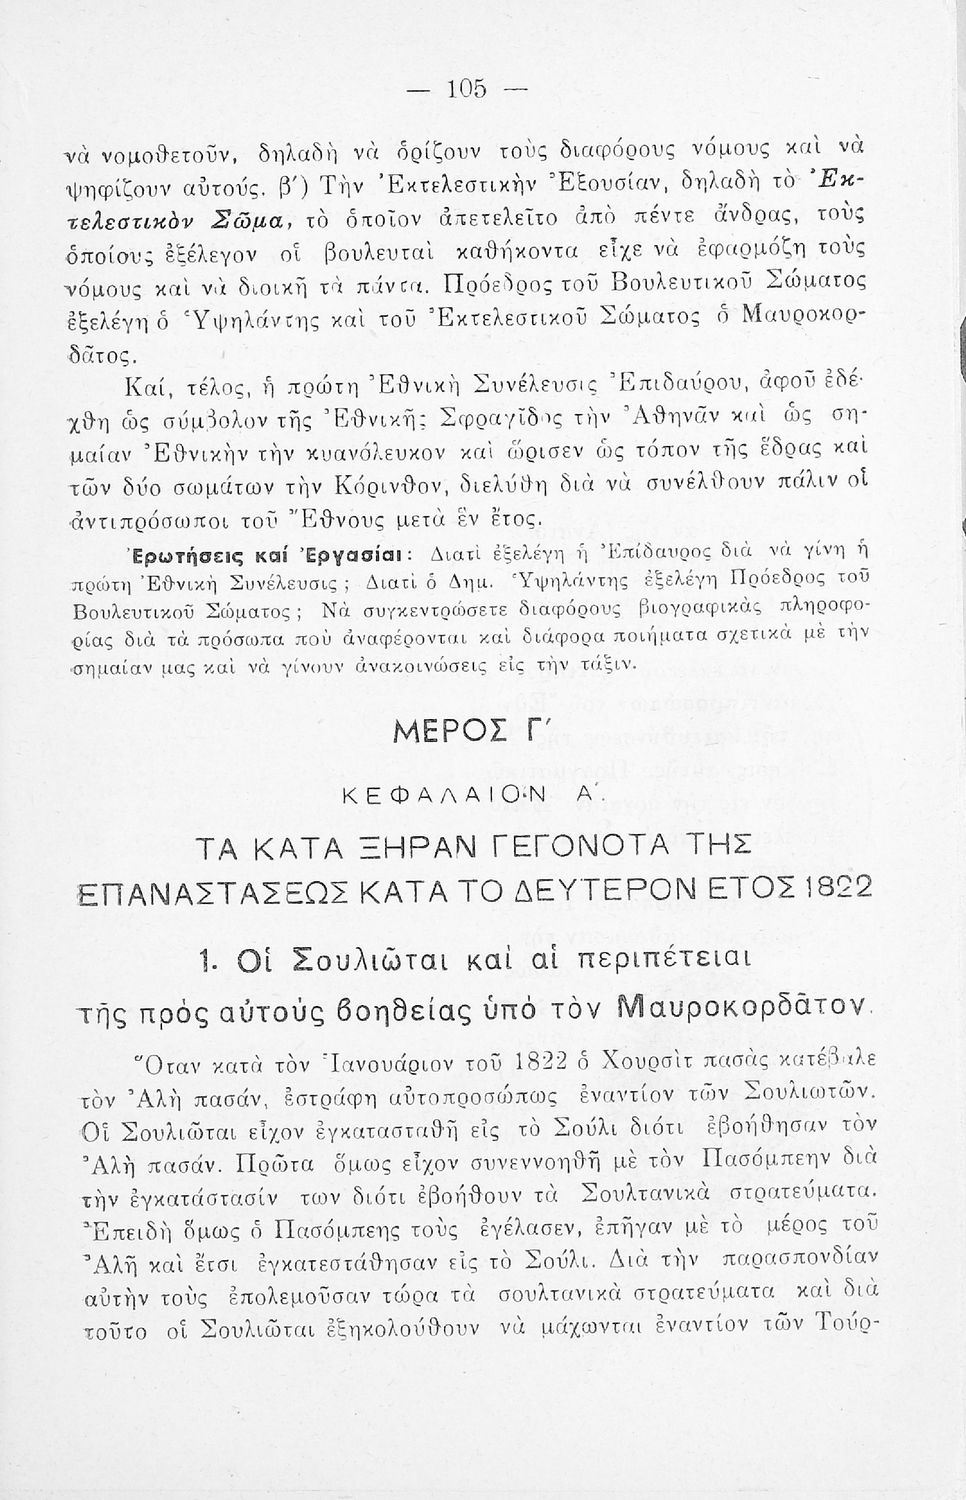 — 105 —
νὰ νομοθετοῦν, δηλαδὴ νὰ ὁρίζουν τοὺς διαφόρους νόμους καὶ νὰ
ψηφίζουν αὐτούς. β′) Τὴν Ἐκτελεστικὴν Ἐξουσίαν, δηλαδὴ τὸ Ἐκ-
τελεστικὸν Σῶμα, τὸ ὁποῖον ἀπετελεῖτο ἀπὸ πέντε ἄνδρας, τοὺς
ὁποίους ἐξέλεγον οἱ βουλευταὶ καθήκοντα εἶχε νὰ ἐφαρμόζη τοὺς
νόμους καὶ νὰ διοικῆ τὰ πάντα. Πρόεδρος τοῦ Βουλευτικοῦ Σώματος
ἐξελέγη ὁ Ὑψηλάντης καὶ τοῦ Ἐκτελεστικοῦ Σώματος ὁ Μαυροκορ-
δᾶτος.
Καί, τέλος, ἡ πρώτη Ἐθνικὴ Συνέλευσις Ἐπιδαύρου, ἀφοῦ ἐδέ-
χθη ὡς σύμβολον τῆς Ἐθνικῆς Σφραγῖδος τὴν Ἀθηνᾶν καὶ ὡς ση-
μαίαν Ἐθνικὴν τὴν κυανόλευκον καὶ ὥρισεν ὡς τόπον τῆς ἕδρας καὶ
τῶν δύο σωμάτων τὴν Κόρινθον, διελύθη διὰ νὰ συνέλθουν πάλιν οἱ
ἀντιπρόσωποι τοῦ Ἔθνους μετὰ ἓν ἔτος.
Ἐρωτήσεις καί Ἐργασίαι: Διατὶ ἐξελέγη ἡ Ἐπίδαυρος διὰ νὰ γίνη ἡ
πρώτη Ἐθνικὴ Συνέλευσις ; Διατὶ ὁ Δημ. Ὑψηλάντης ἐξελέγη Πρόεδρος τοῦ
Βουλευτικοῦ Σώματος ; Νὰ συγκεντρώσετε διαφόρους βιογραφικὰς πληροφο-
ρίας διὰ τὰ πρόσωπα ποὺ ἀναφέρονται καὶ διάφορα ποιήματα σχετικὰ μὲ τὴν
σημαίαν μας καὶ νὰ γίνουν ἀνακοινώσεις εἰς τὴν τάξιν.
ΜΕΡΟΣ Γ′
ΚΕΦΑΛΑΙΟΝ Α′.
ΤΑ ΚΑΤΑ ΞΗΡΑΝ ΓΕΓΟΝΟΤΑ ΤΗΣ
ΕΠΑΝΑΣΤΑΣΕΩΣ ΚΑΤΑ ΤΟ ΔΕΥΤΕΡΟΝ ΕΤΟΣ 1822
1. Οἱ Σουλιῶται καὶ αἱ περιπέτειαι
τῆς πρὸς αὐτοὺς βοηθείας ὑπό τὸν Μαυροκορδᾶτον.
Ὅταν κατὰ τὸν Ἰανουάριον τοῦ 1822 ὁ Χουρσὶτ πασὰς κατέβαλε
τὸν Ἀλὴ πασάν, ἐστράφη αὐτοπροσώπως ἐναντίον τῶν Σουλιωτῶν.
Οἱ Σουλιῶται εἶχον ἐγκατασταθῆ εἰς τὸ Σούλι διότι ἐβοήθησαν τὸν
Ἀλὴ πασάν. Πρῶτα ὅμως εἶχον συνεννοηθῆ μὲ τὸν Πασόμπεην διὰ
τὴν ἐγκατάστασίν των διότι ἐβοήθουν τὰ Σουλτανικὰ στρατεύματα.
Ἐπειδὴ ὅμως ὁ Πασόμπεης τοὺς ἐγέλασεν, ἐπῆγαν μὲ τὸ μέρος τοῦ
Ἀλῆ καὶ ἔτσι ἐγκατεστάθησαν εἰς τὸ Σούλι. Διὰ τὴν παρασπονδίαν
αὐτὴν τοὺς ἐπολεμοῦσαν τώρα τὰ σουλτανικὰ στρατεύματα καὶ διὰ
τοῦτο οἱ Σουλιῶται ἐξηκολούθουν νὰ μάχωνται ἐναντίον τῶν Τούρ-